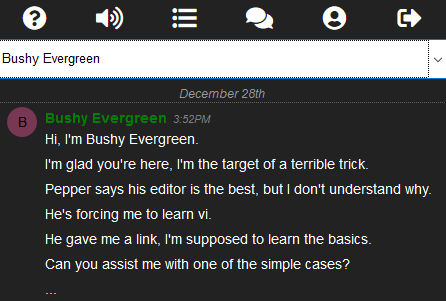 Bushy Evergreen
December 28th
B
Bushy Evergreen 3:52PM
Hi, I'm Bushy Evergreen.
I'm glad you're here, I'm the target of a terrible trick.
Pepper says his editor is the best, but I don't understand why.
He's forcing me to learn vi.
He gave me a link, I'm supposed to learn the basics.
Can you assist me with one of the simple cases?
...